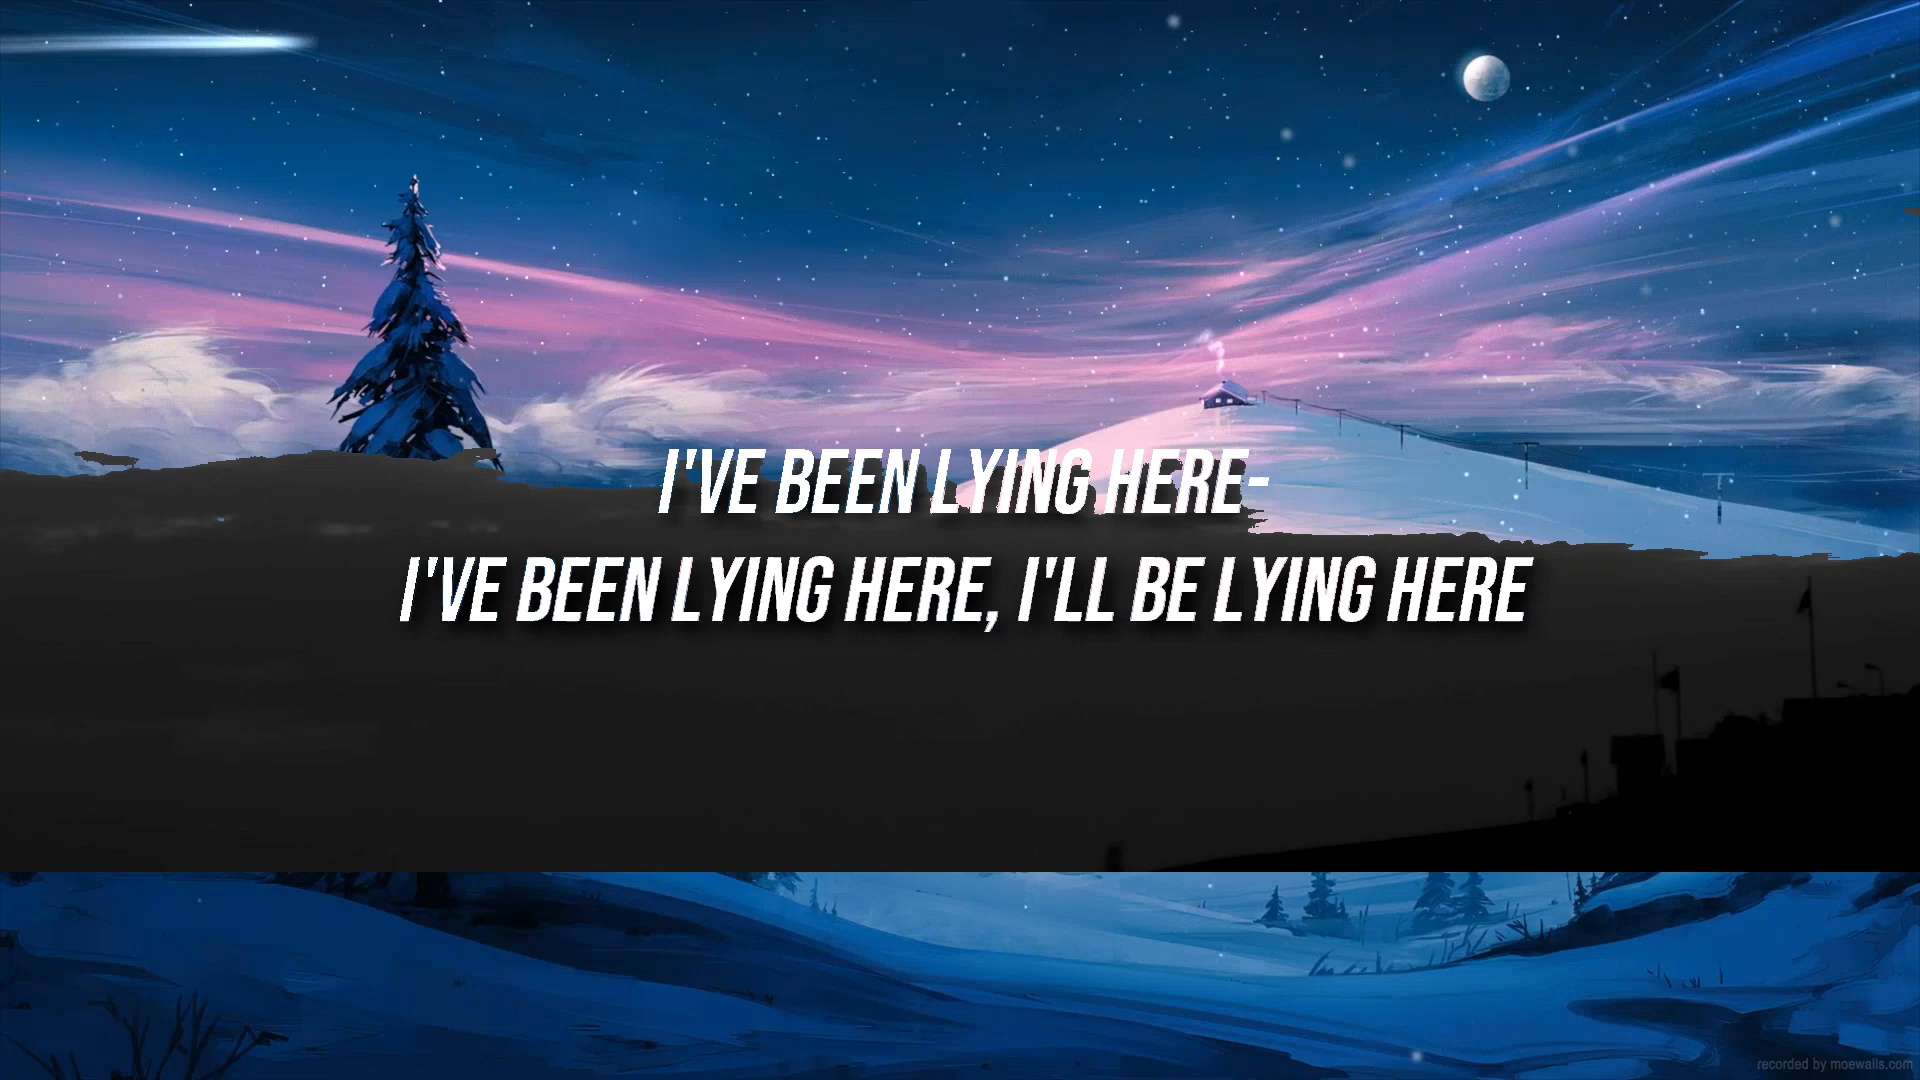 I'VE BEEN LYING HERE-
I'VE BEEN LYING HERE, I'LL BE LYING HERE
recorded by moewalls.com